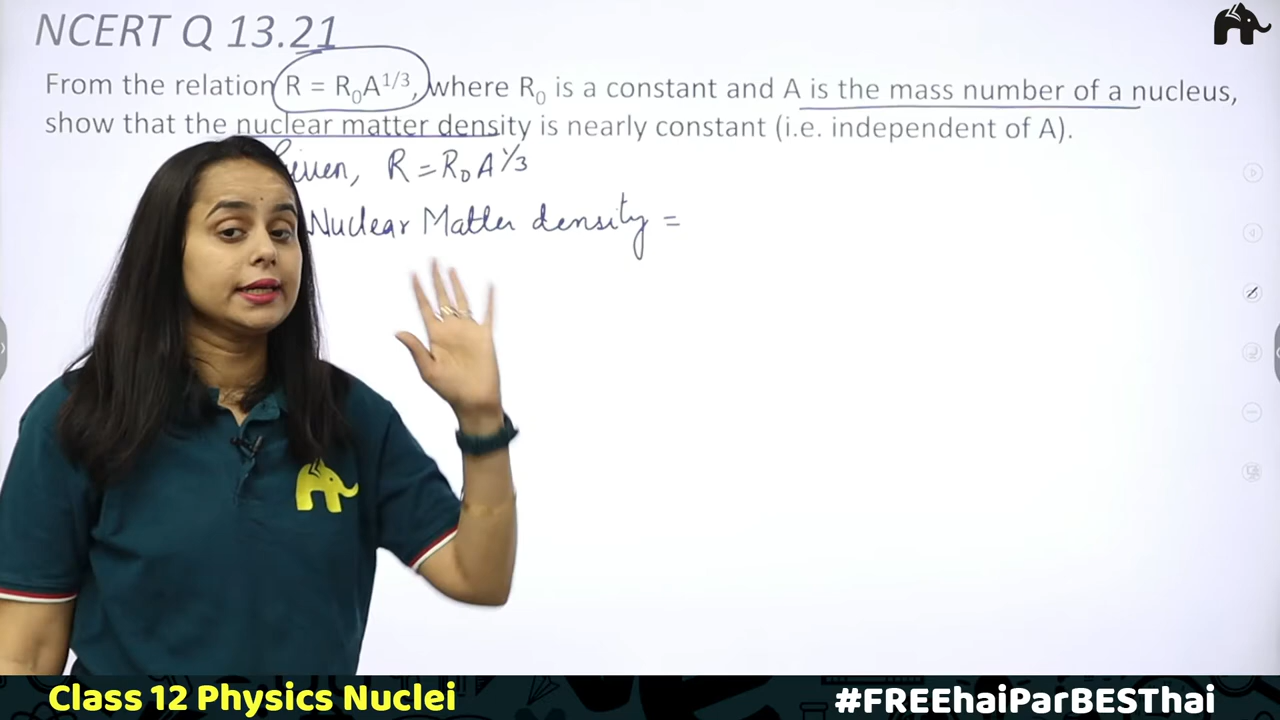 NCERT Q 13.21
From the relation R = R₀A¹/³, where R₀ is a constant and A is the mass number of a nucleus,
show that the nuclear matter density is nearly constant (i.e. independent of A).
Given, R = R₀A¹/³
Nuclear Matter density =
Class 12 Physics Nuclei
#FREEhaiParBESThai